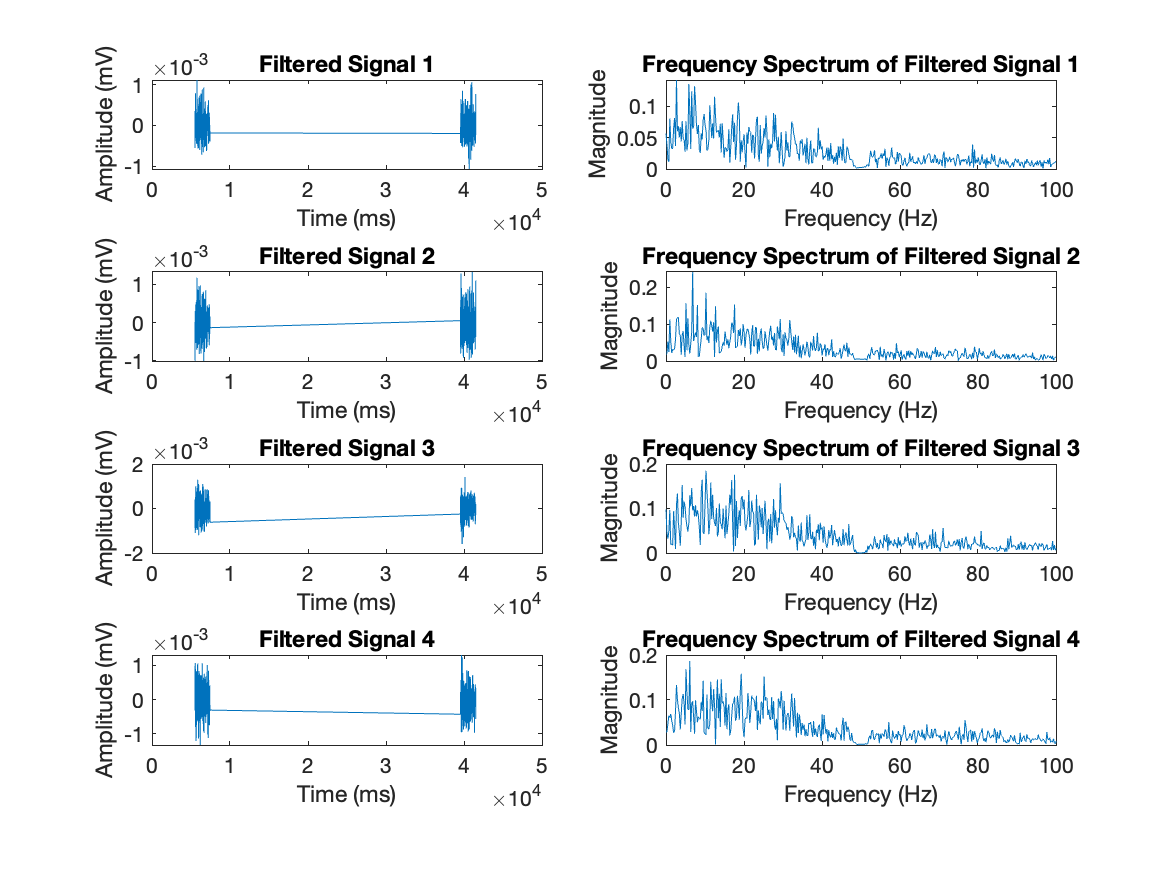 Filtered Signal 1
×10-3
Amplitude (mV)
1
0
-1
0 1 2 3 4 5
Time (ms)
×104
Frequency Spectrum of Filtered Signal 1
Magnitude
0.1
0.05
0
0 20 40 60 80 100
Frequency (Hz)
Filtered Signal 2
×10-3
Amplitude (mV)
1
0
-1
0 1 2 3 4 5
Time (ms)
×104
Frequency Spectrum of Filtered Signal 2
Magnitude
0.2
0.1
0
0 20 40 60 80 100
Frequency (Hz)
Filtered Signal 3
×10-3
Amplitude (mV)
2
0
-2
0 1 2 3 4 5
Time (ms)
×104
Frequency Spectrum of Filtered Signal 3
Magnitude
0.2
0.1
0
0 20 40 60 80 100
Frequency (Hz)
Filtered Signal 4
×10-3
Amplitude (mV)
1
0
-1
0 1 2 3 4 5
Time (ms)
×104
Frequency Spectrum of Filtered Signal 4
Magnitude
0.2
0.1
0
0 20 40 60 80 100
Frequency (Hz)